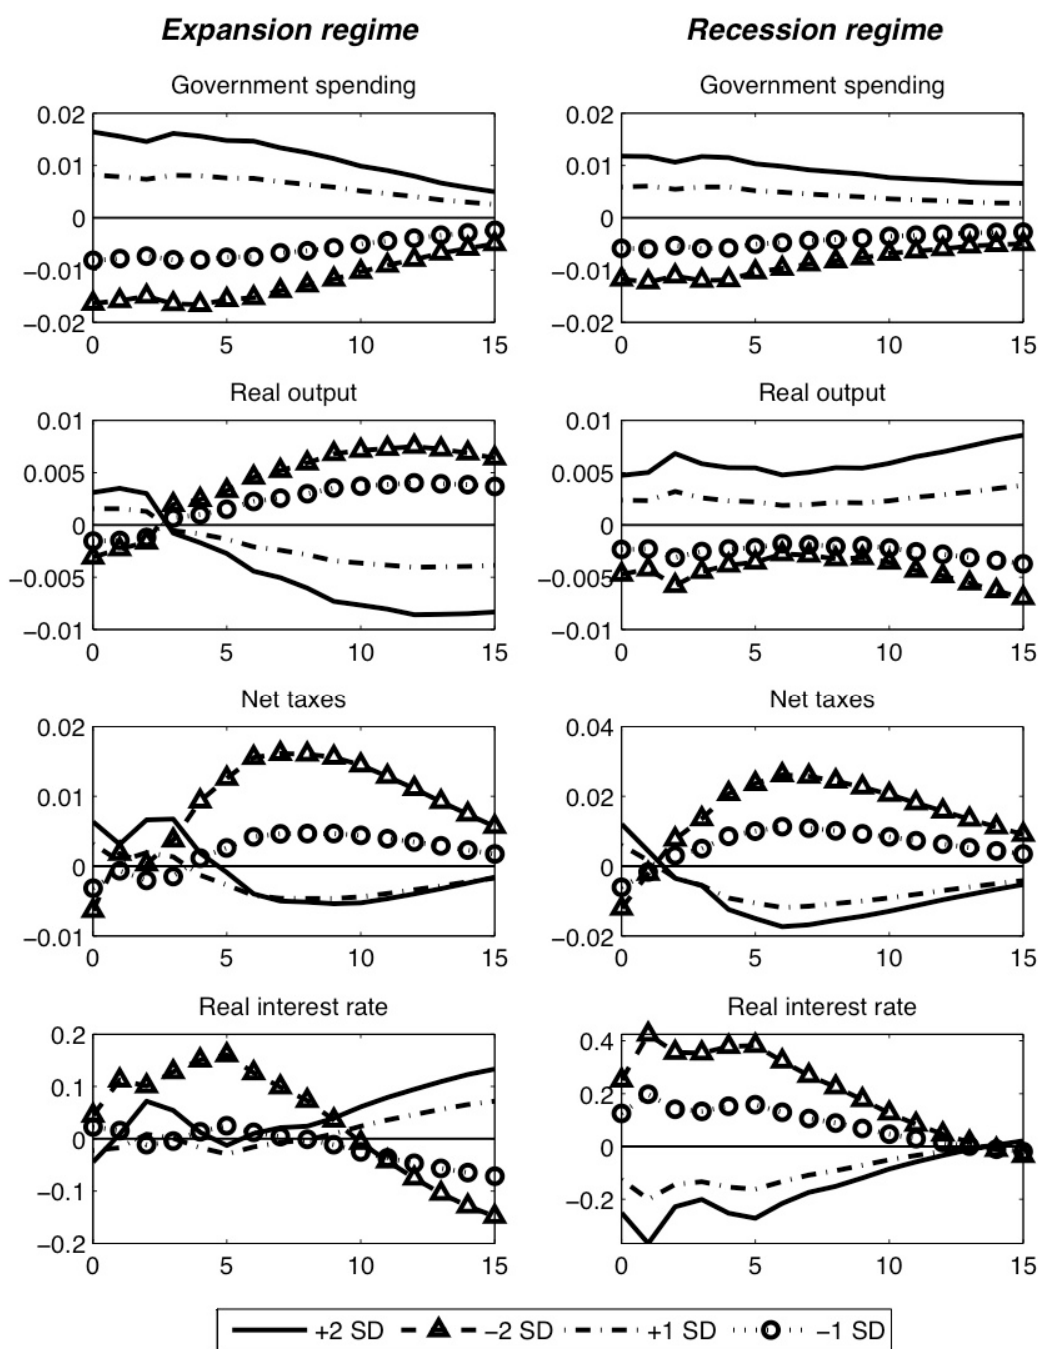 Expansion regime Recession regime
Government spending Government spending
0.02 0.02
0.01 0.01
0 0
−0.01 −0.01
−0.02 −0.02
0 5 10 15 0 5 10 15
Real output Real output
0.01 0.01
0.005 0.005
0 0
−0.005 −0.005
−0.01 −0.01
0 5 10 15 0 5 10 15
Net taxes Net taxes
0.02 0.04
0.01 0.02
0 0
−0.01 −0.02
0 5 10 15 0 5 10 15
Real interest rate Real interest rate
0.2 0.4
0.1 0.2
0 0
−0.1 −0.2
−0.2
0 5 10 15 0 5 10 15
+2 SD −2 SD +1 SD −1 SD